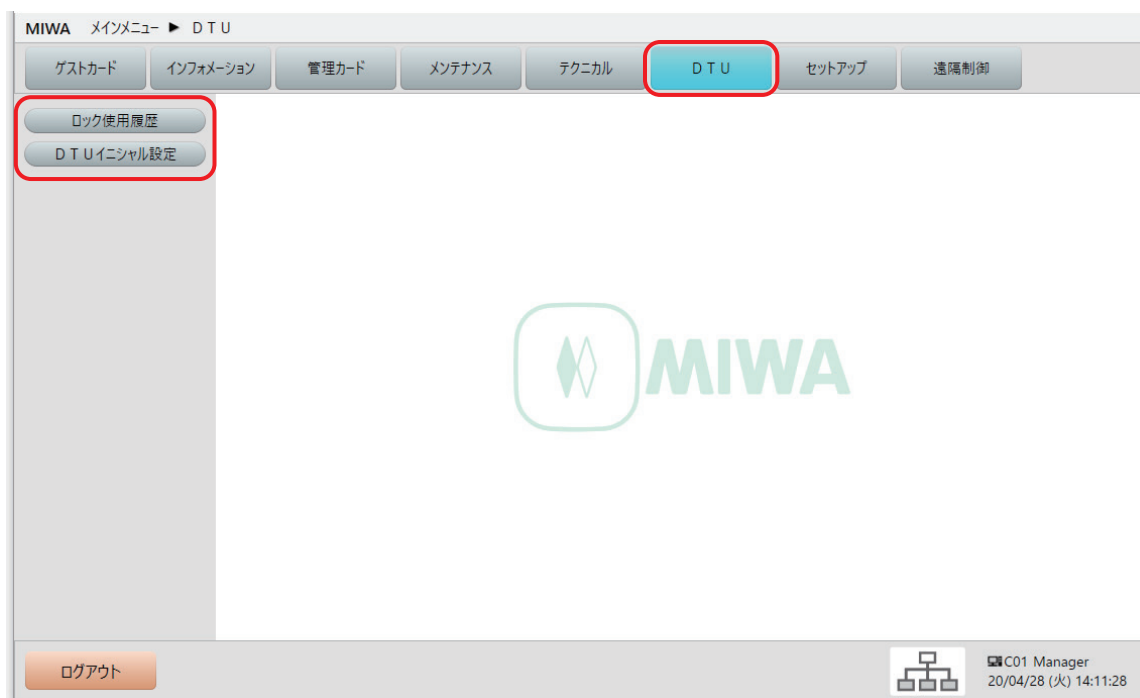 MIWA メインメニュー ▶ ＤＴＵ
ゲストカード インフォメーション 管理カード メンテナンス テクニカル ＤＴＵ セットアップ 遠隔制御
ロック使用履歴
ＤＴＵイニシャル設定
MIWA
ログアウト
C01 Manager
20/04/28 (火) 14:11:28